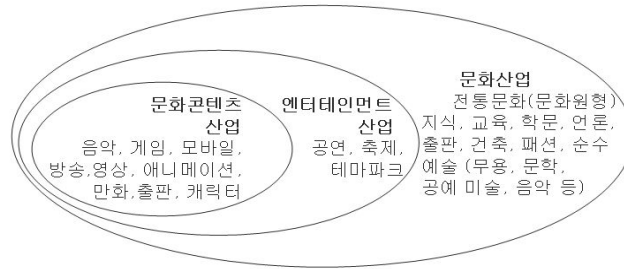 문화콘텐츠
산업
음악, 게임, 모바일,
방송,영상, 애니메이션,
만화,출판, 캐릭터
엔터테인먼트
산업
공연, 축제,
테마파크
문화산업
전통문화(문화원형)
지식, 교육, 학문, 언론,
출판, 건축, 패션, 순수
예술 (무용, 문학,
공예 미술, 음악 등)